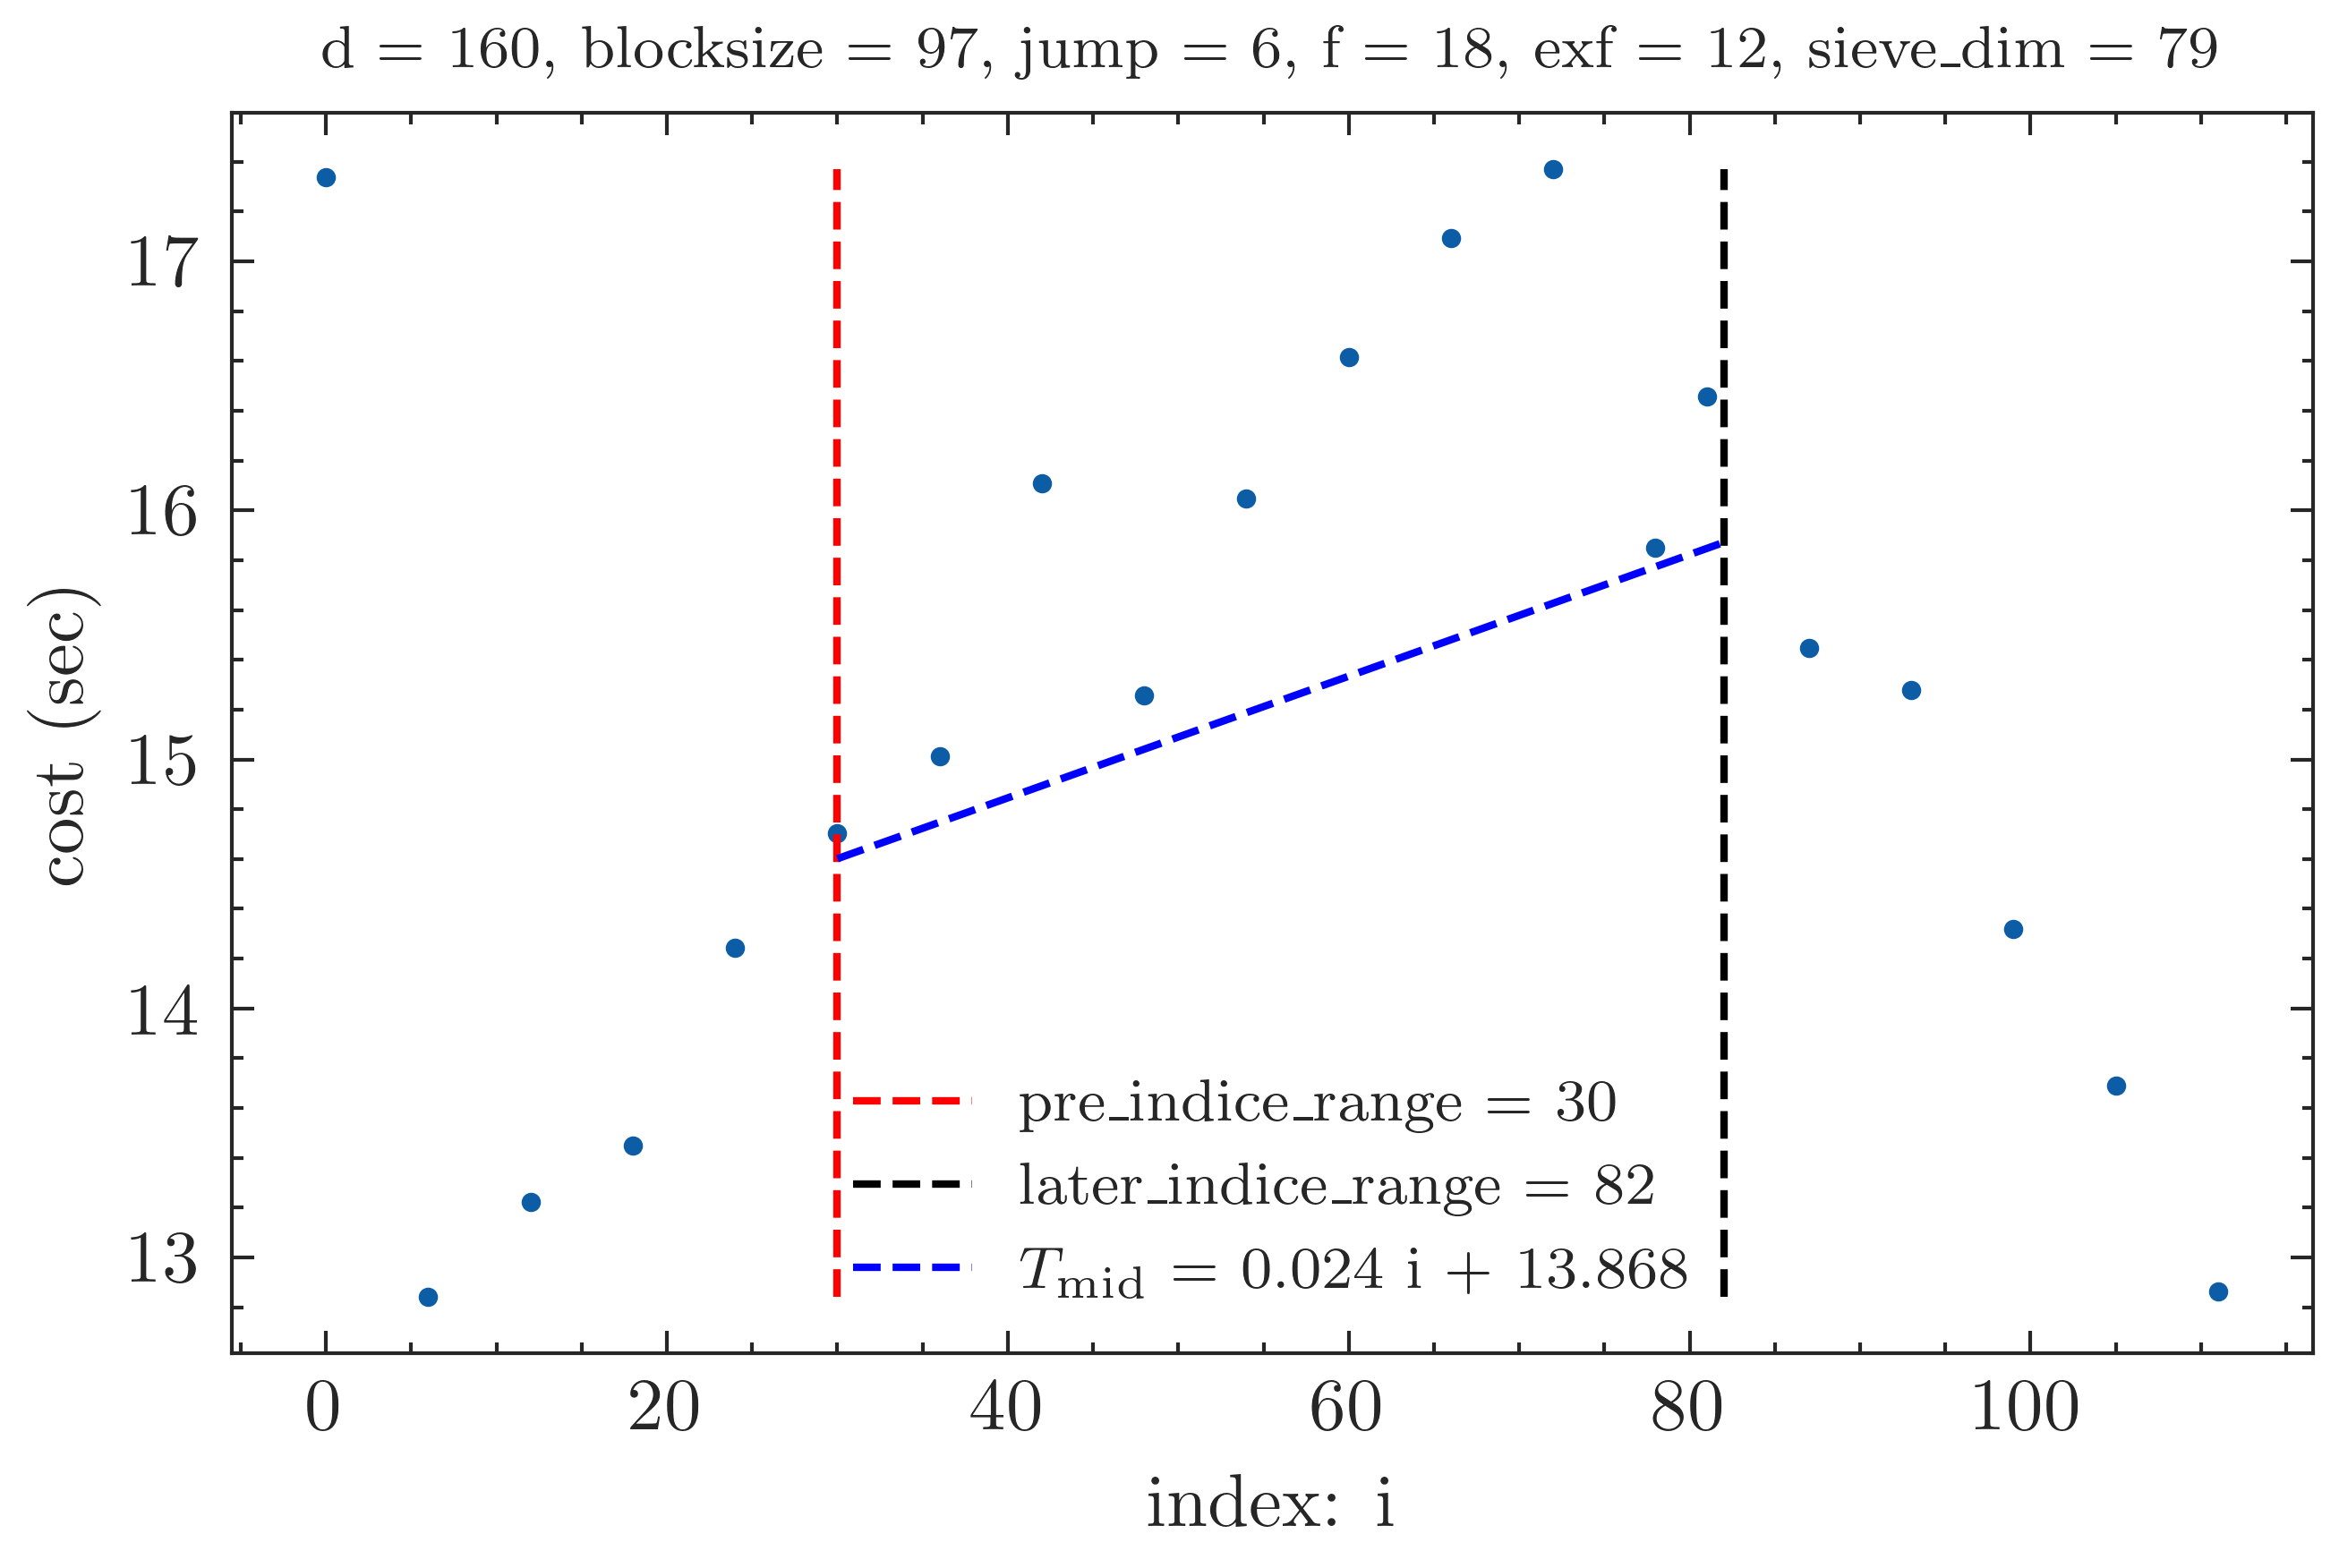 d = 160, blocksize = 97, jump = 6, f = 18, exf = 12, sieve_dim = 79
17
16
15
14
13
cost (sec)
pre_indice_range = 30
later_indice_range = 82
T_mid = 0.024 i + 13.868
0 20 40 60 80 100
index: i